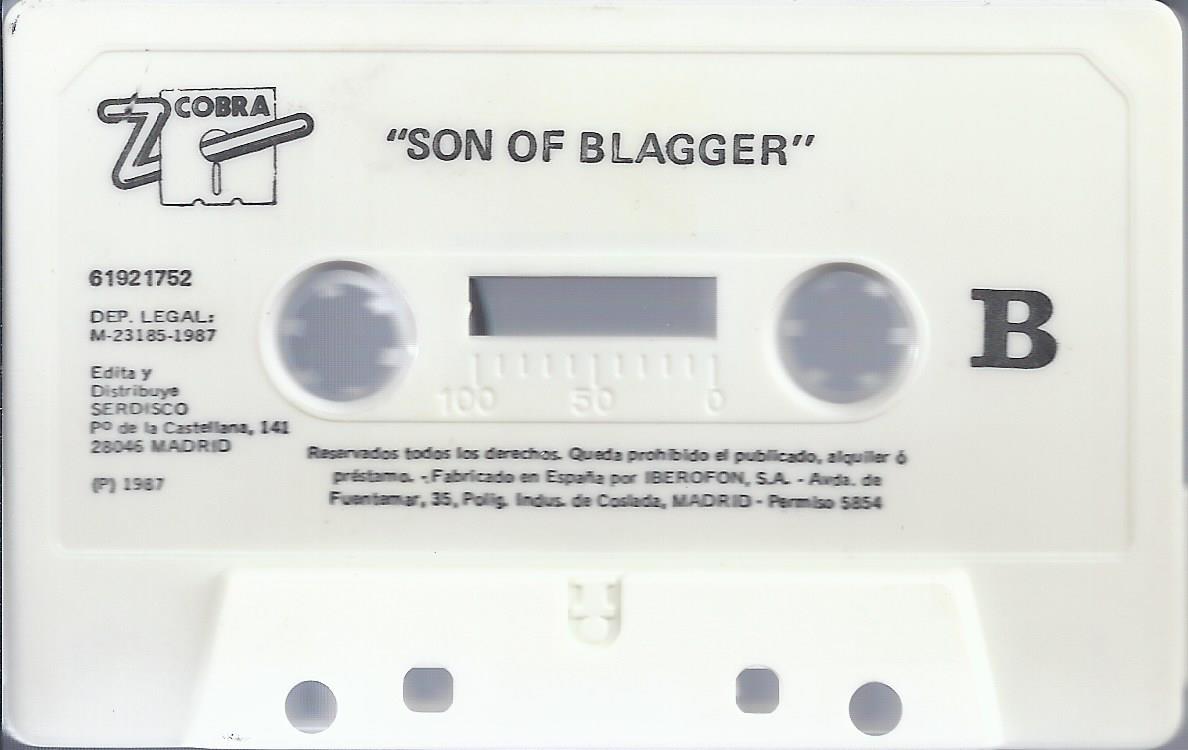 Z COBRA
"SON OF BLAGGER"
61921752
DEP. LEGAL:
M-23185-1987
Edita y
Distribuye
SERDISCO
Pº de la Castellana, 141
28046 MADRID
(P) 1987
B
100 50 0
Reservados todos los derechos. Queda prohibido el publicado, alquiler ó
préstamo. -.Fabricado en España por IBEROFON, S.A. - Avda. de
Fuentemar, 35, Polig. Indus. de Coslada, MADRID - Permiso 5854